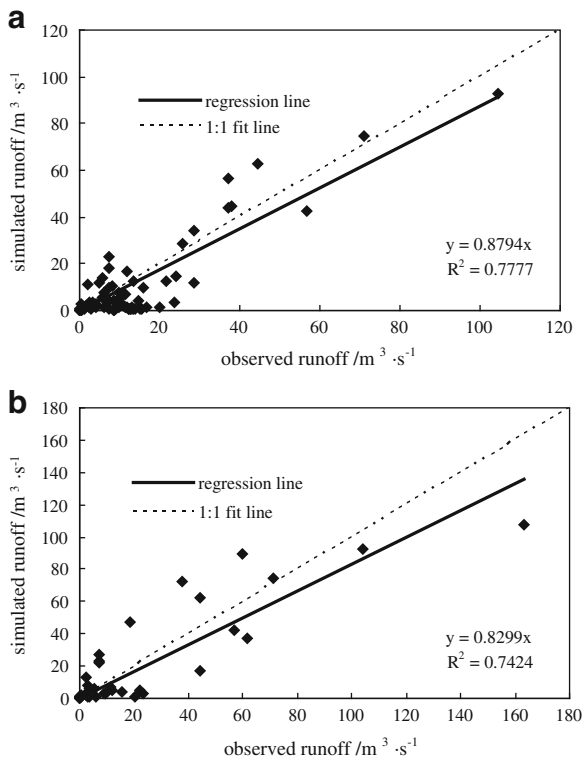 a
120
100
80
60
40
20
0
simulated runoff /m ³ ·s⁻¹
regression line
1:1 fit line
y = 0.8794x
R² = 0.7777
0 20 40 60 80 100 120
observed runoff /m ³ ·s⁻¹
b
180
160
140
120
100
80
60
40
20
0
simulated runoff /m ³ ·s⁻¹
regression line
1:1 fit line
y = 0.8299x
R² = 0.7424
0 20 40 60 80 100 120 140 160 180
observed runoff /m ³ ·s⁻¹